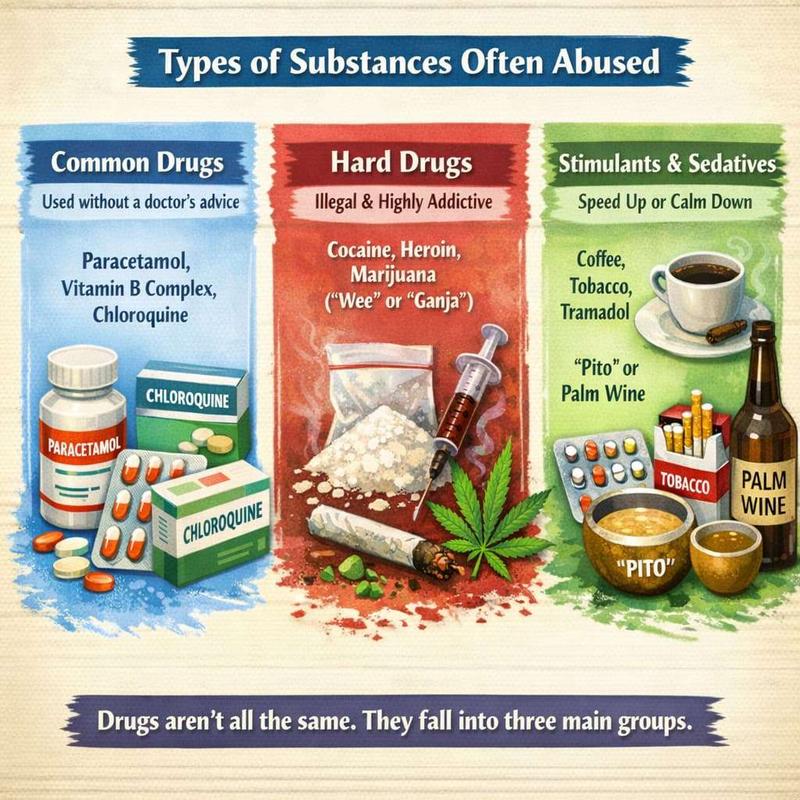 Types of Substances Often Abused
Common Drugs
Used without a doctor's advice
Paracetamol,
Vitamin B Complex,
Chloroquine
PARACETAMOL
CHLOROQUINE
CHLOROQUINE
Hard Drugs
Illegal & Highly Addictive
Cocaine, Heroin,
Marijuana
("Wee" or "Ganja")
Stimulants & Sedatives
Speed Up or Calm Down
Coffee,
Tobacco,
Tramadol
"Pito" or
Palm Wine
TOBACCO
PALM
WINE
"PITO"
Drugs aren't all the same. They fall into three main groups.